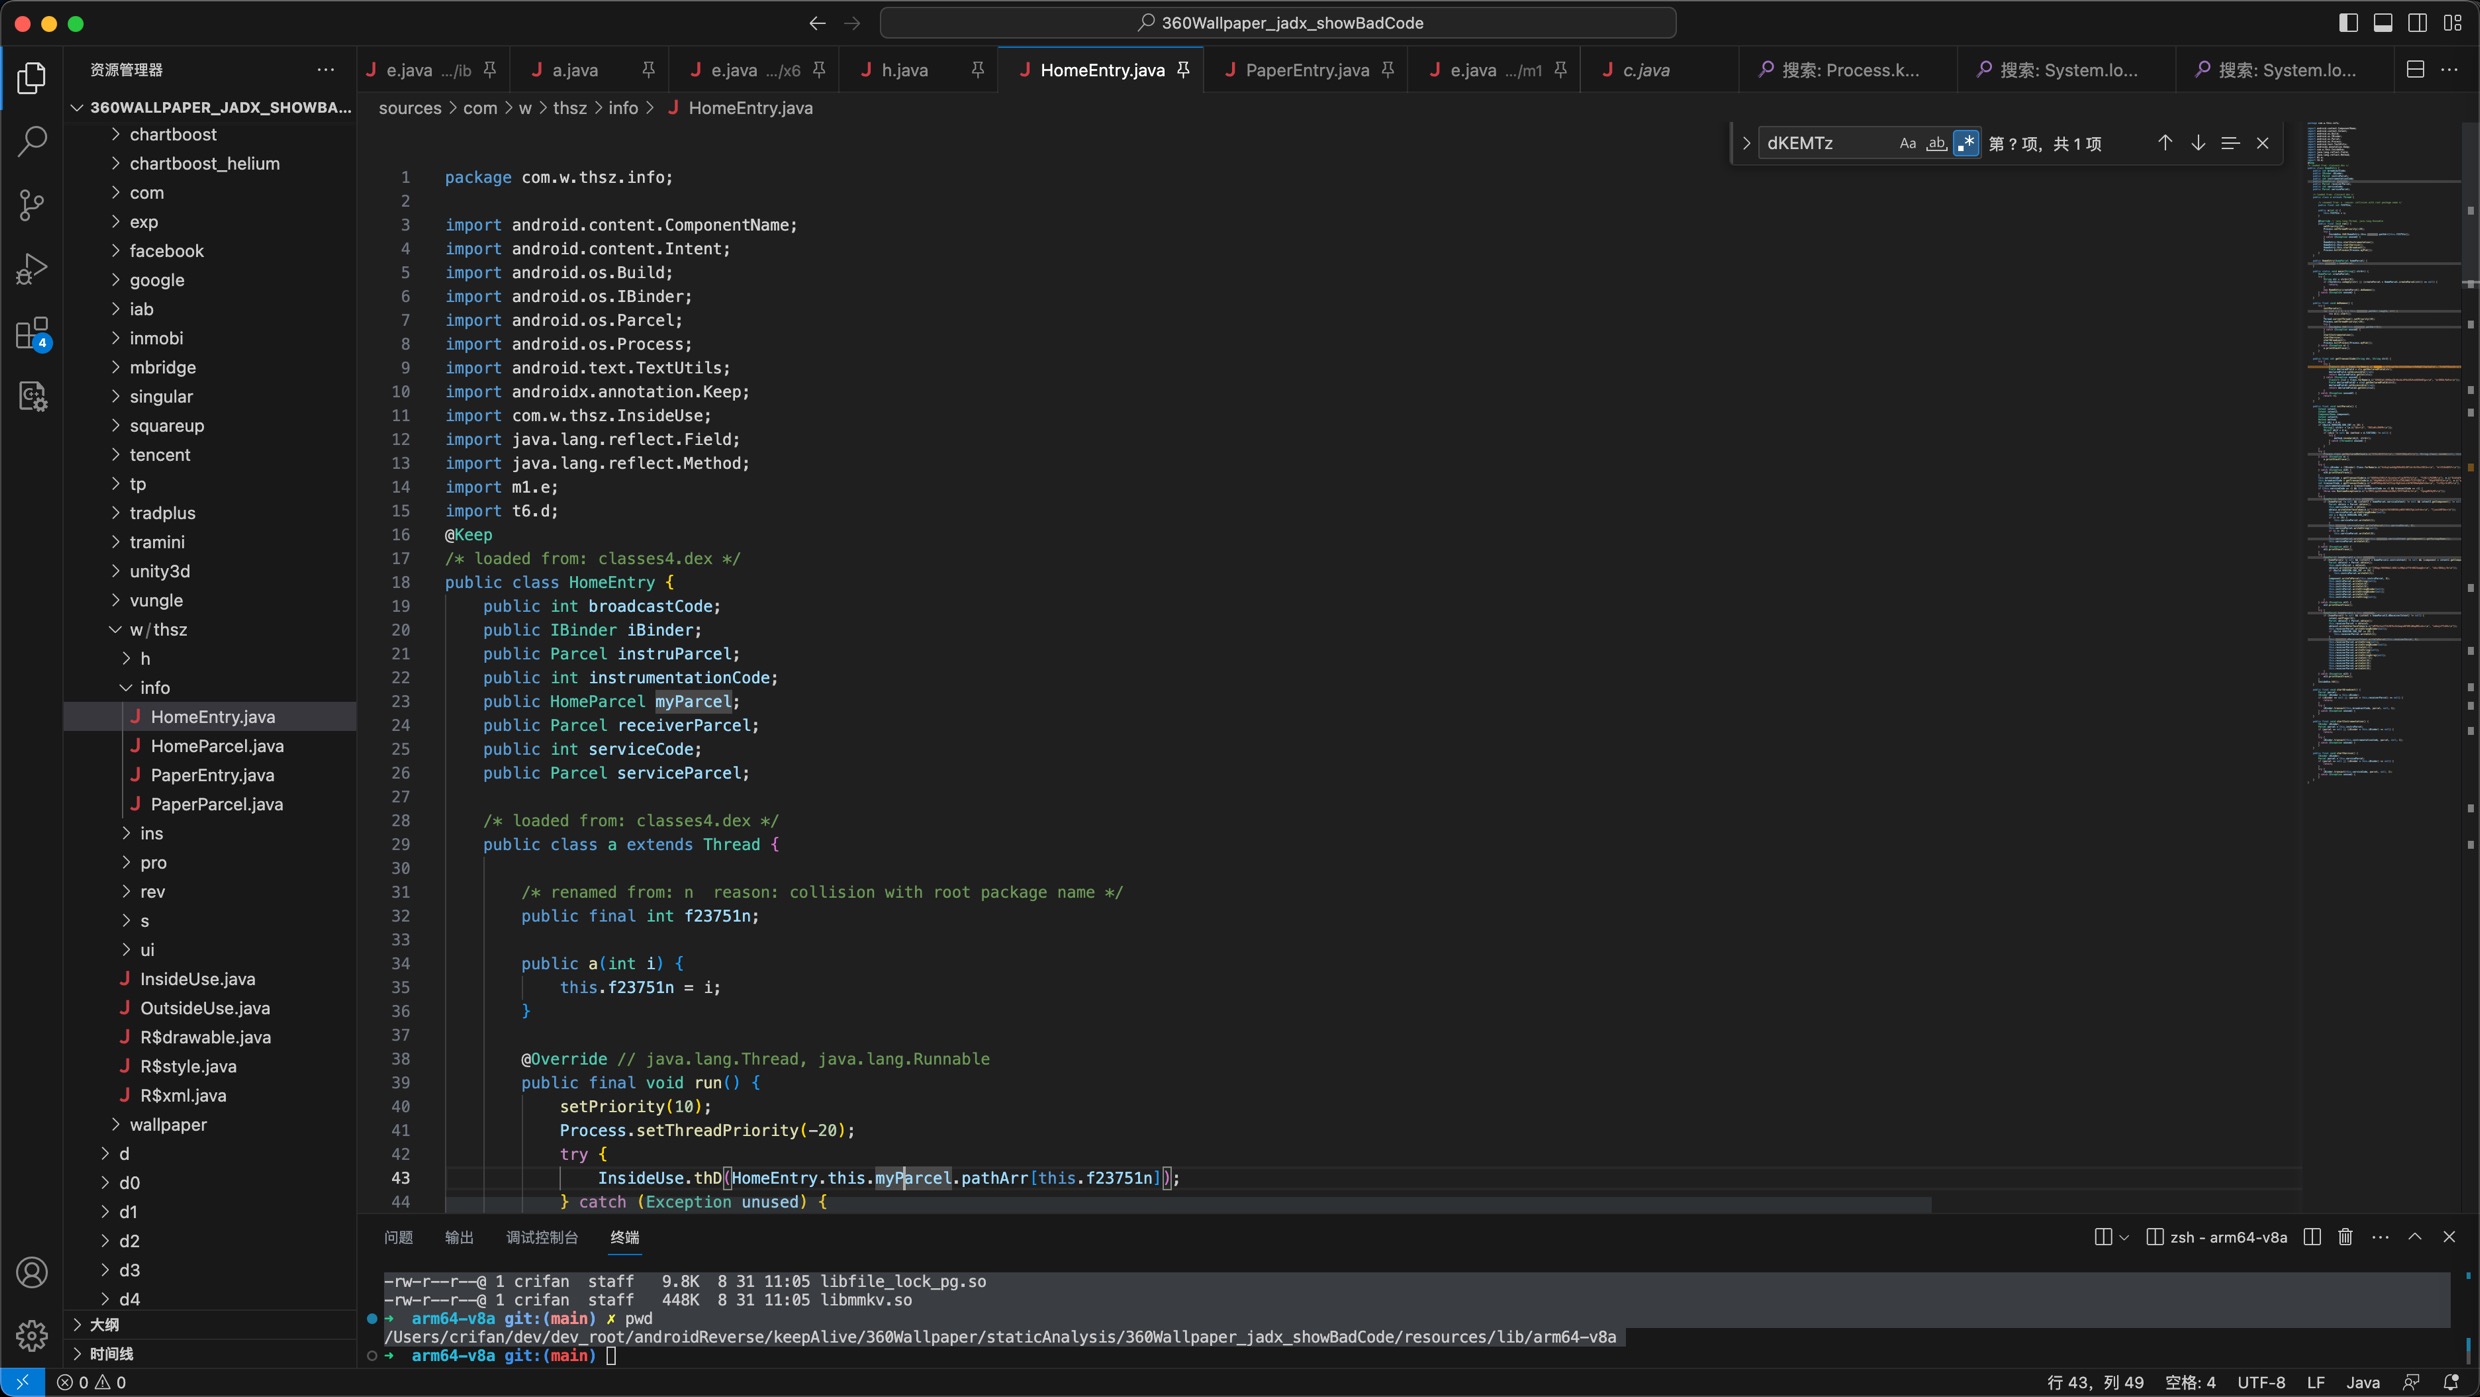 360Wallpaper_jadx_showBadCode
资源管理器
e.java …/ib
a.java
e.java …/x6
h.java
HomeEntry.java
PaperEntry.java
e.java …/m1
c.java
搜索: Process.k...
搜索: System.lo...
搜索: System.lo...
360WALLPAPER_JADX_SHOWBA...
sources > com > w > thsz > info > HomeEntry.java
dKEMTz
Aa ab .* 第 ? 项, 共 1 项
chartboost
chartboost_helium
com
exp
facebook
google
iab
inmobi
mbridge
singular
squareup
tencent
tp
tradplus
tramini
unity3d
vungle
w/thsz
h
info
HomeEntry.java
HomeParcel.java
PaperEntry.java
PaperParcel.java
ins
pro
rev
s
ui
InsideUse.java
OutsideUse.java
R$drawable.java
R$style.java
R$xml.java
wallpaper
d
d0
d1
d2
d3
d4
大纲
时间线
4
1 package com.w.thsz.info;
2
3 import android.content.ComponentName;
4 import android.content.Intent;
5 import android.os.Build;
6 import android.os.IBinder;
7 import android.os.Parcel;
8 import android.os.Process;
9 import android.text.TextUtils;
10 import androidx.annotation.Keep;
11 import com.w.thsz.InsideUse;
12 import java.lang.reflect.Field;
13 import java.lang.reflect.Method;
14 import m1.e;
15 import t6.d;
16 @Keep
17 /* loaded from: classes4.dex */
18 public class HomeEntry {
19 public int broadcastCode;
20 public IBinder iBinder;
21 public Parcel instruParcel;
22 public int instrumentationCode;
23 public HomeParcel myParcel;
24 public Parcel receiverParcel;
25 public int serviceCode;
26 public Parcel serviceParcel;
27
28 /* loaded from: classes4.dex */
29 public class a extends Thread {
30
31 /* renamed from: n  reason: collision with root package name */
32 public final int f23751n;
33
34 public a(int i) {
35 this.f23751n = i;
36 }
37
38 @Override // java.lang.Thread, java.lang.Runnable
39 public final void run() {
40 setPriority(10);
41 Process.setThreadPriority(-20);
42 try {
43 InsideUse.thD(HomeEntry.this.myParcel.pathArr[this.f23751n]);
44 } catch (Exception unused) {
问题 输出 调试控制台 终端
zsh - arm64-v8a
-rw-r--r--@ 1 crifan  staff   9.8K  8 31 11:05 libfile_lock_pg.so
-rw-r--r--@ 1 crifan  staff   448K  8 31 11:05 libmmkv.so
➜  arm64-v8a git:(main) ✗ pwd
/Users/crifan/dev/dev_root/androidReverse/keepAlive/360Wallpaper/staticAnalysis/360Wallpaper_jadx_showBadCode/resources/lib/arm64-v8a
➜  arm64-v8a git:(main)
0 0
行 43, 列 49 空格: 4 UTF-8 LF Java